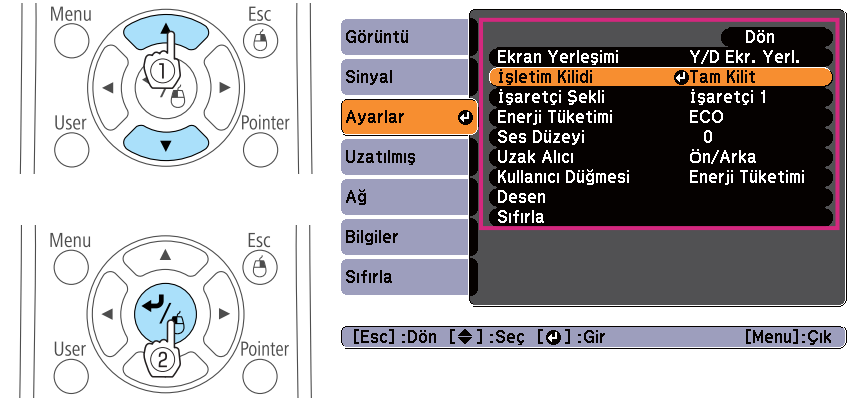 Menu
Esc
①
User
Pointer
Menu
Esc
User
Pointer
②
Görüntü
Sinyal
Ayarlar
Uzatılmış
Ağ
Bilgiler
Sıfırla
Dön
Ekran Yerleşimi Y/D Ekr. Yerl.
İşletim Kilidi Tam Kilit
İşaretçi Şekli İşaretçi 1
Enerji Tüketimi ECO
Ses Düzeyi 0
Uzak Alıcı Ön/Arka
Kullanıcı Düğmesi Enerji Tüketimi
Desen
Sıfırla
[Esc] :Dön [◆] :Seç [⏎] :Gir [Menu]:Çık